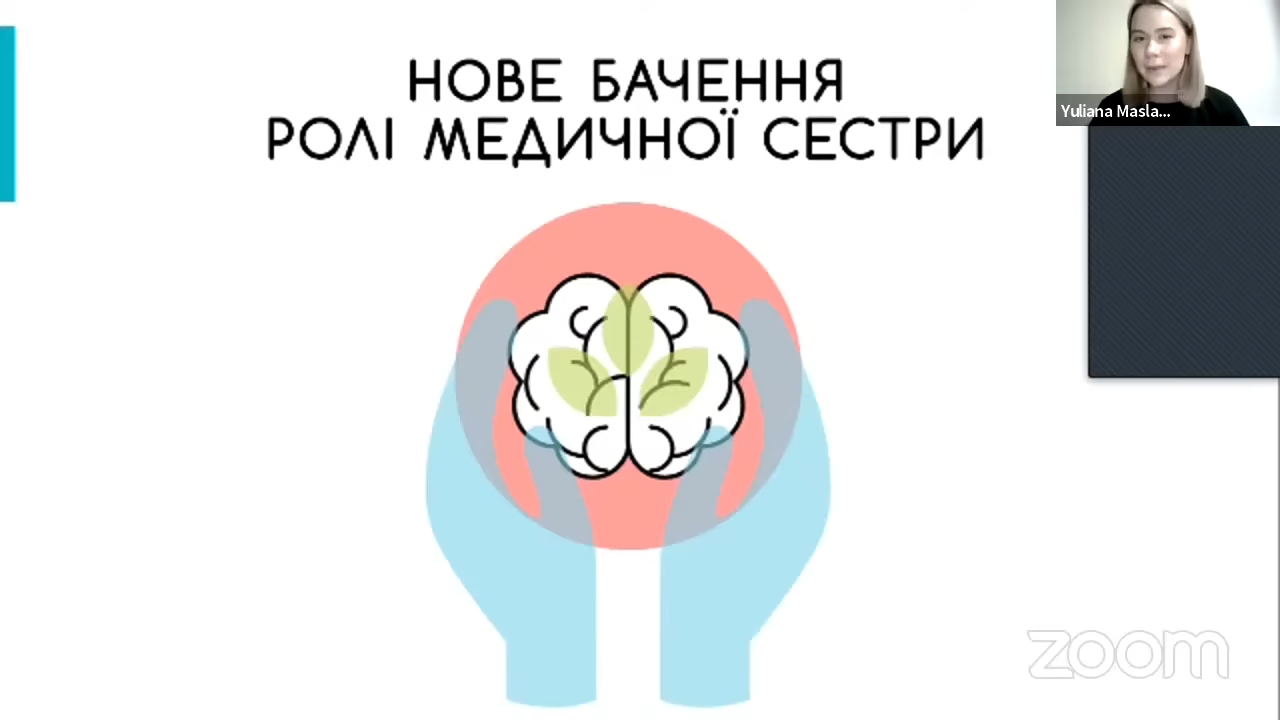 НОВЕ БАЧЕННЯ
РОЛІ МЕДИЧНОЇ СЕСТРИ
Yuliana Masla...
zoom